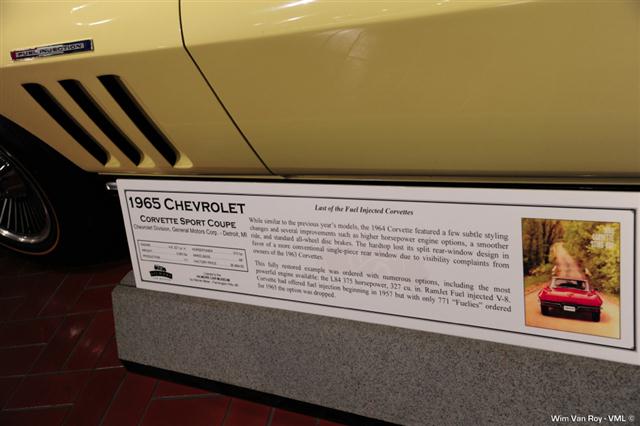 FUEL INJECTION
1965 CHEVROLET
CORVETTE SPORT COUPE
Chevrolet Division, General Motors Corp. - Detroit, MI
Last of the Fuel Injected Corvettes
While similar to the previous year's models, the 1964 Corvette featured a few subtle styling
changes and several improvements such as higher horsepower engine options, a smoother
ride, and standard all-wheel disc brakes. The hardtop lost its split rear-window design in
favor of a more conventional single-piece rear window due to visibility complaints from
owners of the 1963 Corvettes.
This fully restored example was ordered with numerous options, including the most
powerful engine available: the L84 375 horsepower, 327 cu. in. RamJet Fuel injected V-8.
Corvette had offered fuel injection beginning in 1957 but with only 771 "Fuelies" ordered
for 1965 the option was dropped.
Wim Van Roy - VML ©